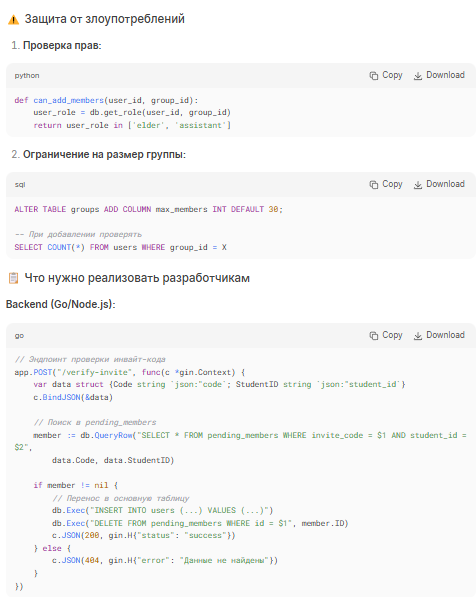 ⚠️ Защита от злоупотреблений
1. Проверка прав:
python Copy Download
def can_add_members(user_id, group_id):
    user_role = db.get_role(user_id, group_id)
    return user_role in ['elder', 'assistant']
2. Ограничение на размер группы:
sql Copy Download
ALTER TABLE groups ADD COLUMN max_members INT DEFAULT 30;
-- При добавлении проверять
SELECT COUNT(*) FROM users WHERE group_id = X
📋 Что нужно реализовать разработчикам
Backend (Go/Node.js):
go Copy Download
// Эндпоинт проверки инвайт-кода
app.POST("/verify-invite", func(c *gin.Context) {
    var data struct {Code string `json:"code`; StudentID string `json:"student_id`}
    c.BindJSON(&data)
    // Поиск в pending_members
    member := db.QueryRow("SELECT * FROM pending_members WHERE invite_code = $1 AND student_id =
$2",
        data.Code, data.StudentID)
    if member != nil {
        // Перенос в основную таблицу
        db.Exec("INSERT INTO users (...) VALUES (...)")
        db.Exec("DELETE FROM pending_members WHERE id = $1", member.ID)
        c.JSON(200, gin.H{"status": "success"})
    } else {
        c.JSON(404, gin.H{"error": "Данные не найдены"})
    }
})